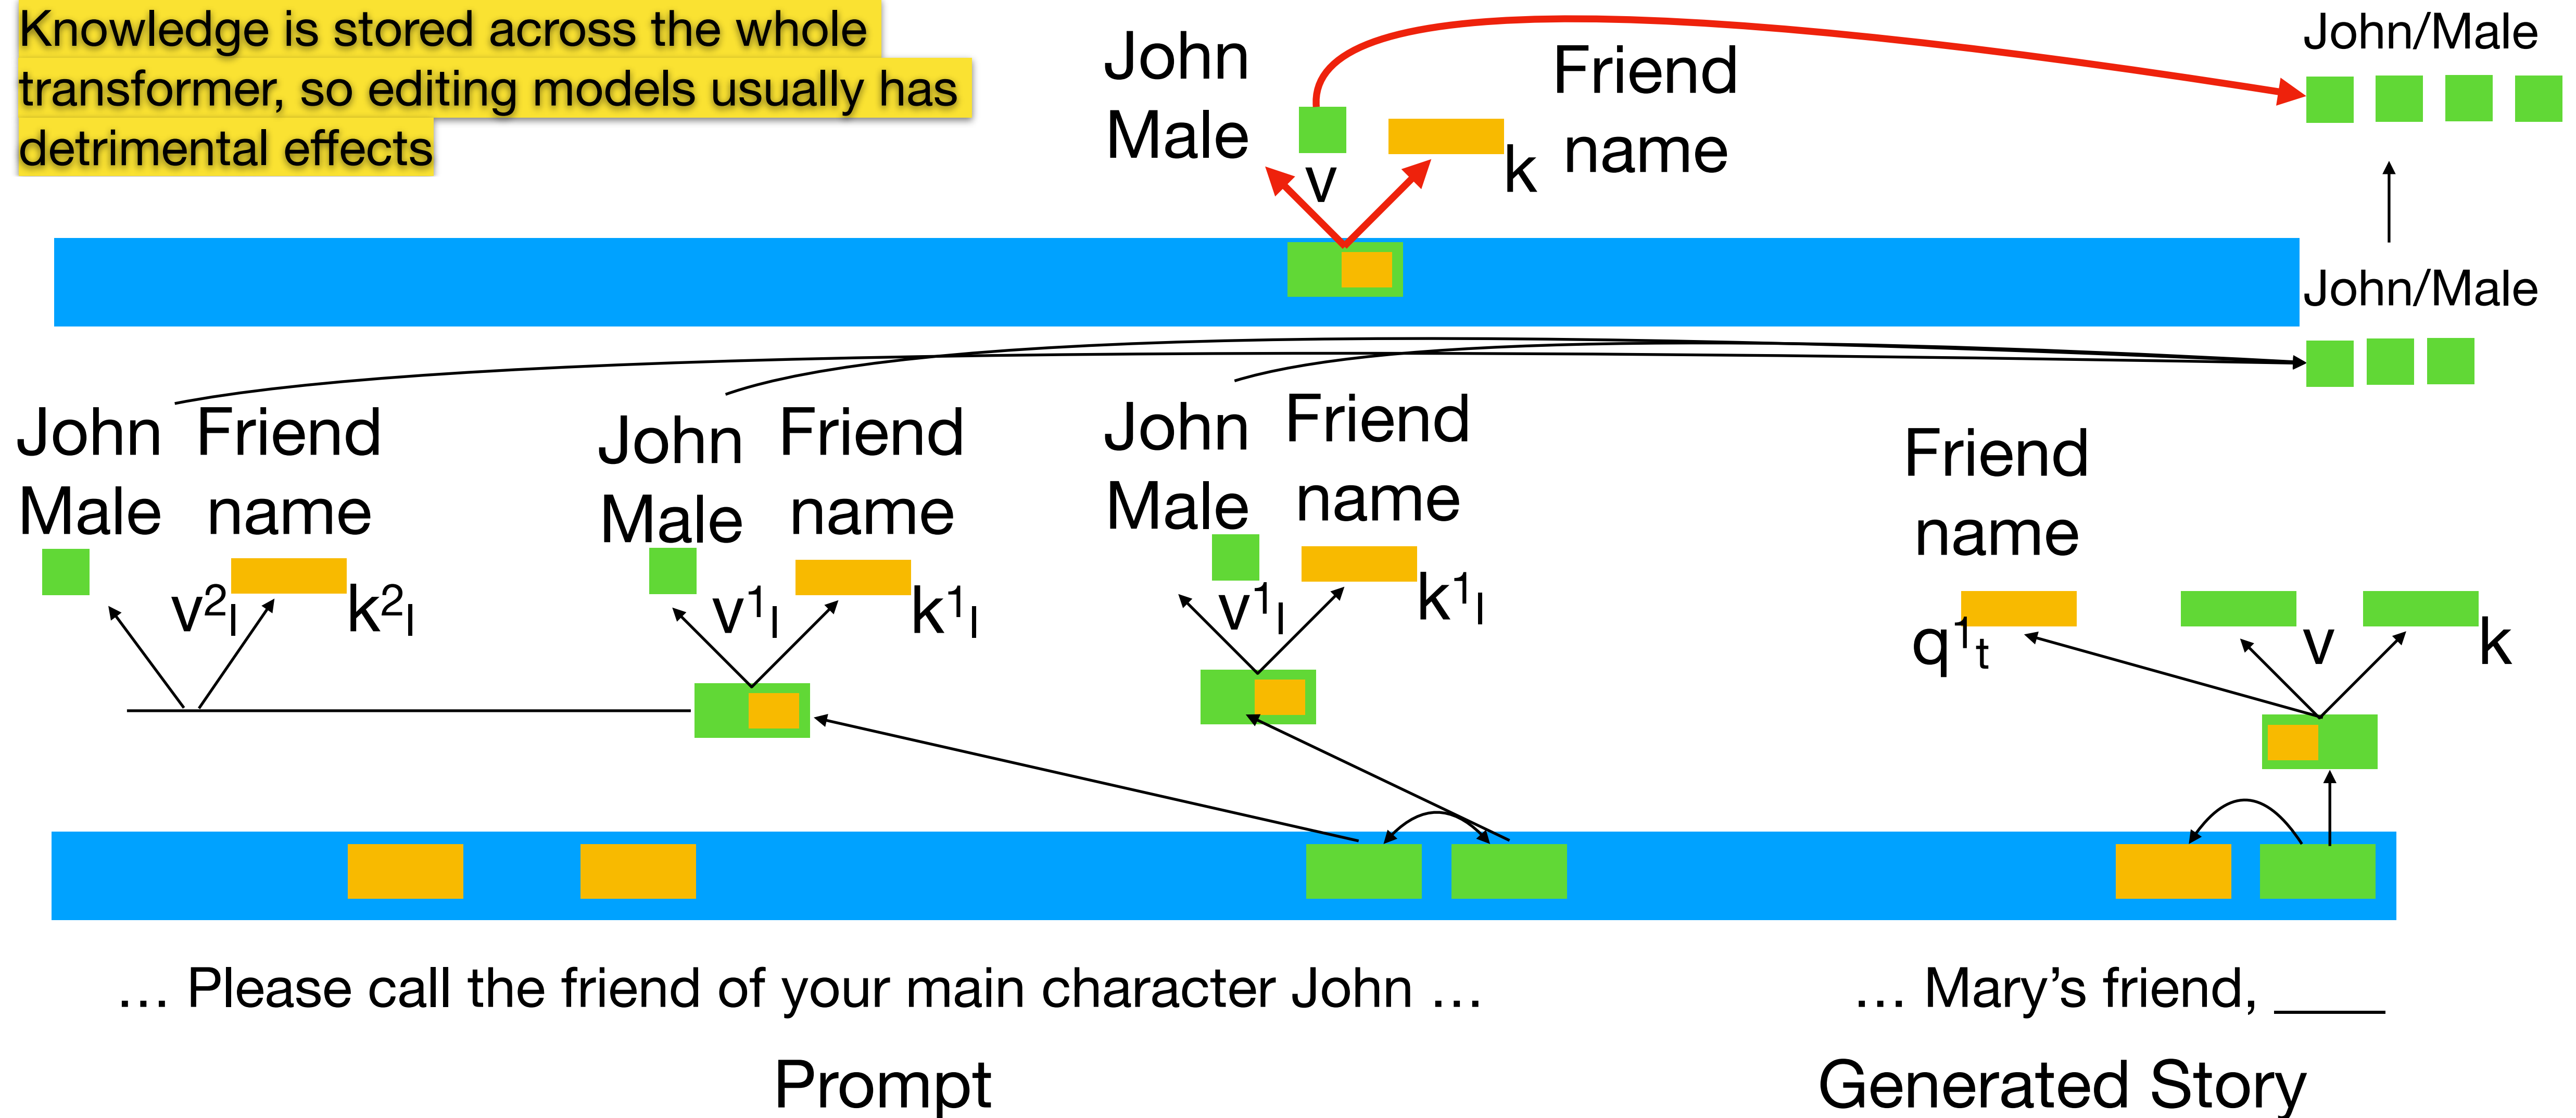 Knowledge is stored across the whole
transformer, so editing models usually has
detrimental effects
John
Male
v
k
Friend
name
John/Male
John/Male
John
Male
Friend
name
v²ₗ
k²ₗ
John
Male
Friend
name
v¹ₗ
k¹ₗ
John
Male
Friend
name
v¹ₗ
k¹ₗ
Friend
name
q¹ₜ
v
k
... Please call the friend of your main character John ...
... Mary’s friend, ____
Prompt
Generated Story